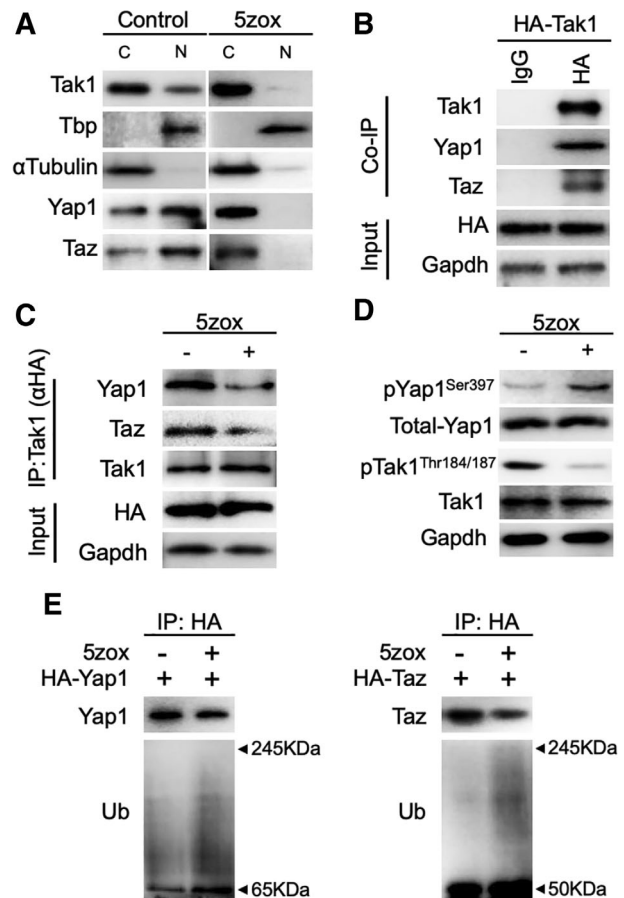 A
Control 5zox
C N C N
Tak1
Tbp
αTubulin
Yap1
Taz
B
HA-Tak1
IgG HA
Co-IP
Tak1
Yap1
Taz
Input
HA
Gapdh
C
5zox
- +
IP:Tak1 (αHA)
Yap1
Taz
Tak1
Input
HA
Gapdh
D
5zox
- +
pYap1Ser397
Total-Yap1
pTak1Thr184/187
Tak1
Gapdh
E
IP: HA
5zox - +
HA-Yap1 + +
Yap1
245KDa
Ub
65KDa
IP: HA
5zox - +
HA-Taz + +
Taz
245KDa
Ub
50KDa